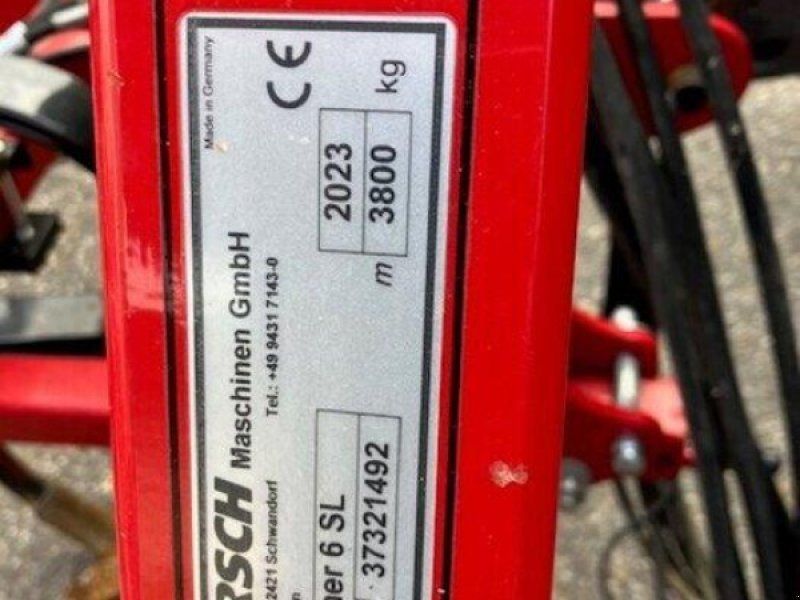 RSCH Maschinen GmbH
2421 Schwandorf Tel.: +49 9431 7143-0
Made in Germany
CE
ner 6 SL 2023
37321492 m 3800 kg